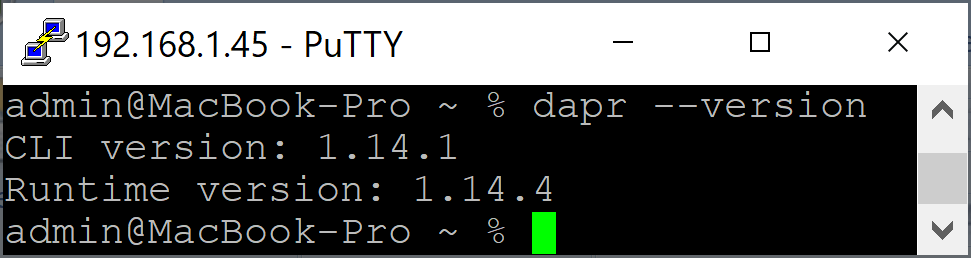 192.168.1.45 - PuTTY
admin@MacBook-Pro ~ % dapr --version
CLI version: 1.14.1
Runtime version: 1.14.4
admin@MacBook-Pro ~ %